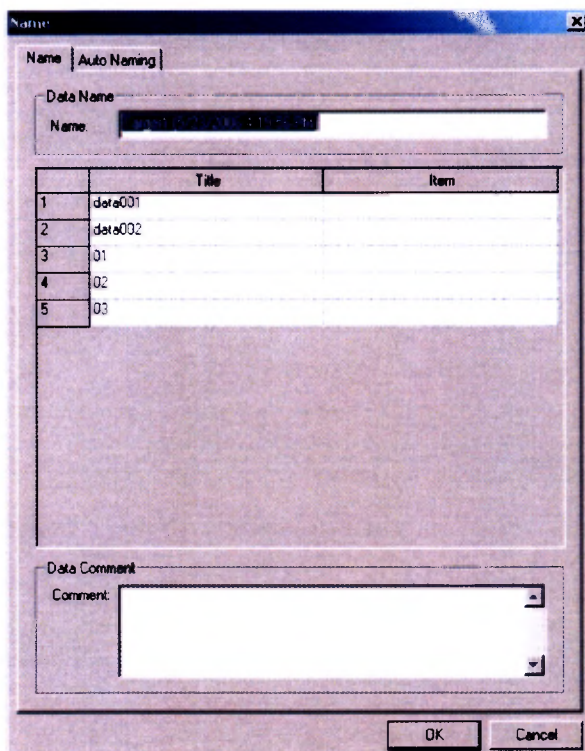 Name
Name Auto Naming
Data Name
Name:
Title Item
1 data001
2 data002
3 01
4 02
5 03
Data Comment
Comment:
OK Cancel